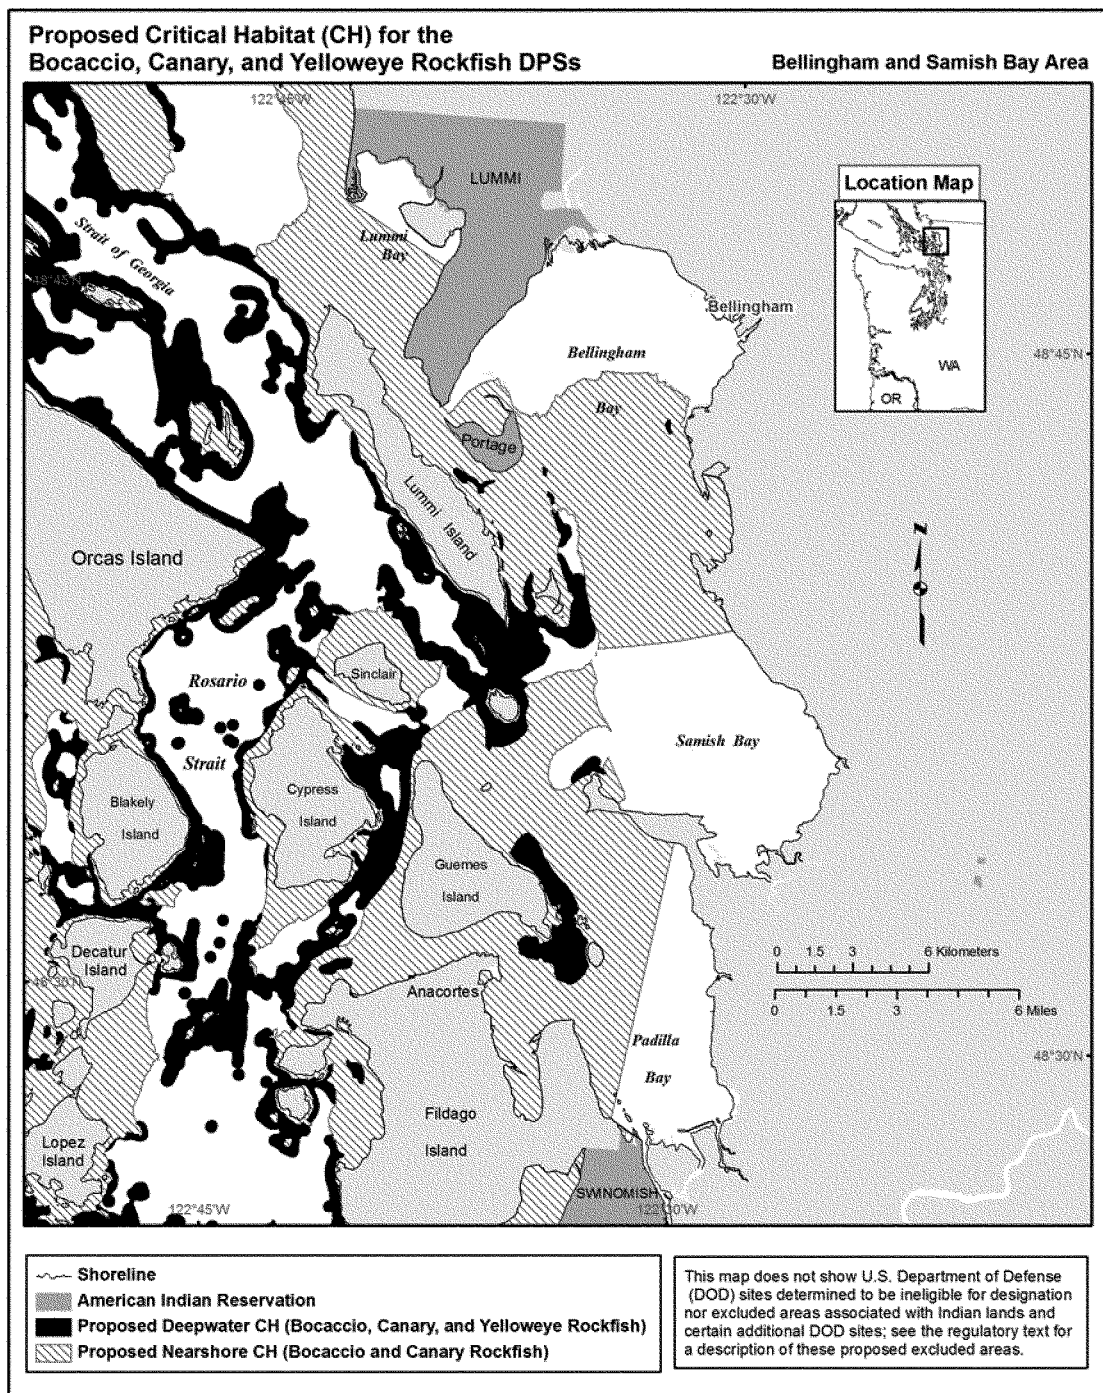 Proposed Critical Habitat (CH) for the
Bocaccio, Canary, and Yelloweye Rockfish DPSs
Bellingham and Samish Bay Area
122°45'W
122°30'W
LUMMI
Location Map
Strait of Georgia
Lummi
Bay
48°45'N
Bellingham
Bellingham
48°45'N
WA
OR
Bay
Portage
Lummi Island
N
Orcas Island
Sinclair
Rosario
Samish Bay
Strait
Cypress
Island
Blakely
Island
Guemes
Island
Decatur
Island
0 1.5 3 6 Kilometers
48°30'N
Anacortes
0 1.5 3 6 Miles
Padilla
Bay
48°30'N
Fildago
Island
Lopez
Island
SWINOMISH
122°45'W
122°30'W
Shoreline
American Indian Reservation
Proposed Deepwater CH (Bocaccio, Canary, and Yelloweye Rockfish)
Proposed Nearshore CH (Bocaccio and Canary Rockfish)
This map does not show U.S. Department of Defense
(DOD) sites determined to be ineligible for designation
nor excluded areas associated with Indian lands and
certain additional DOD sites; see the regulatory text for
a description of these proposed excluded areas.